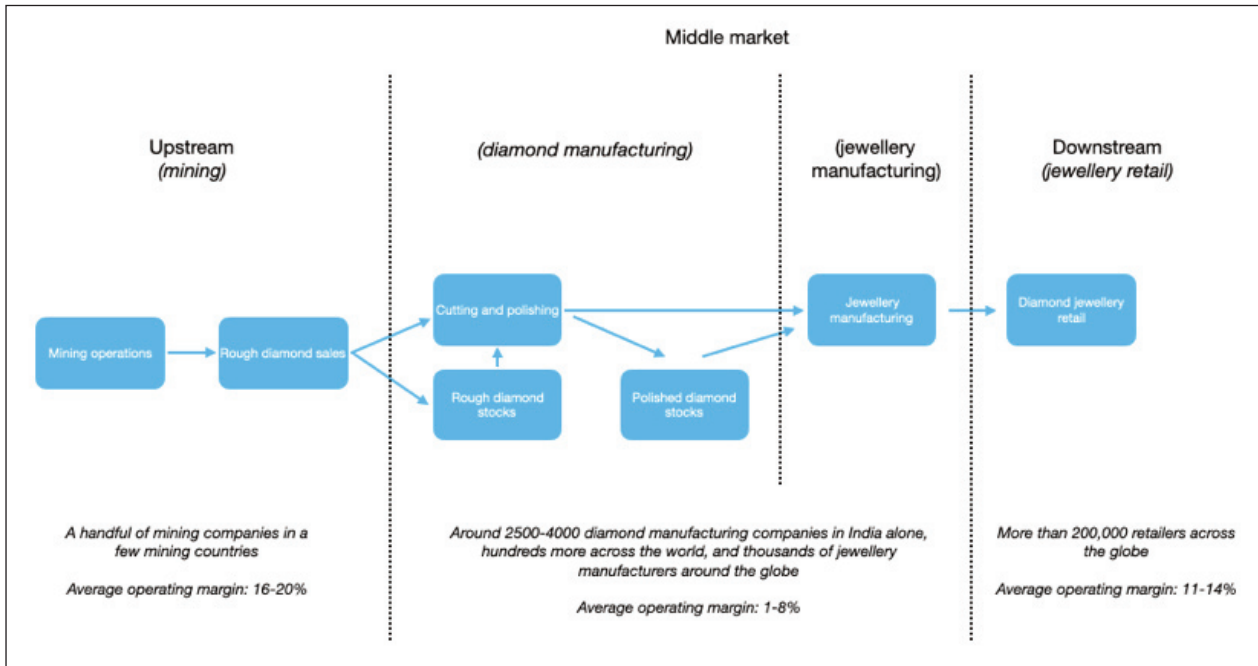 Middle market
Upstream
(mining)
(diamond manufacturing)
(jewellery
manufacturing)
Downstream
(jewellery retail)
Mining operations
Rough diamond sales
Cutting and polishing
Rough diamond
stocks
Polished diamond
stocks
Jewellery
manufacturing
Diamond jewellery
retail
A handful of mining companies in a
few mining countries
Average operating margin: 16-20%
Around 2500-4000 diamond manufacturing companies in India alone,
hundreds more across the world, and thousands of jewellery
manufacturers around the globe
Average operating margin: 1-8%
More than 200,000 retailers across
the globe
Average operating margin: 11-14%